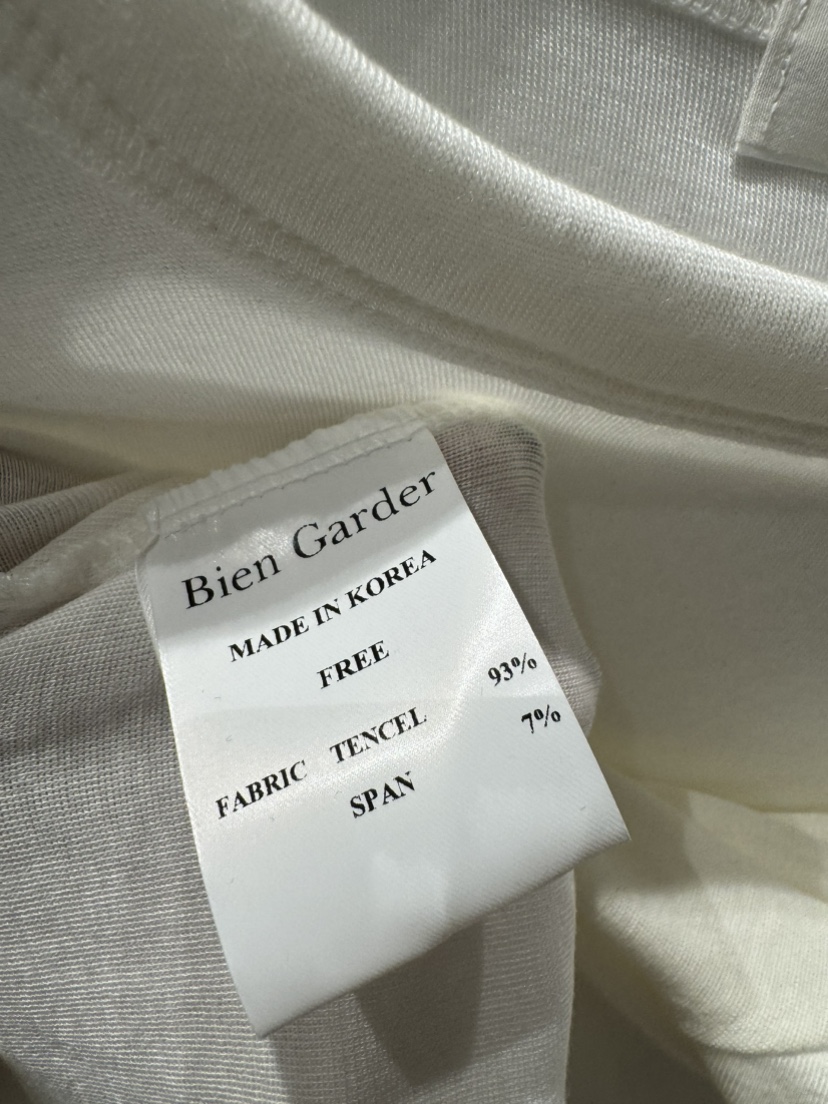 Bien Garder
MADE IN KOREA
FREE
FABRIC TENCEL 93%
SPAN 7%